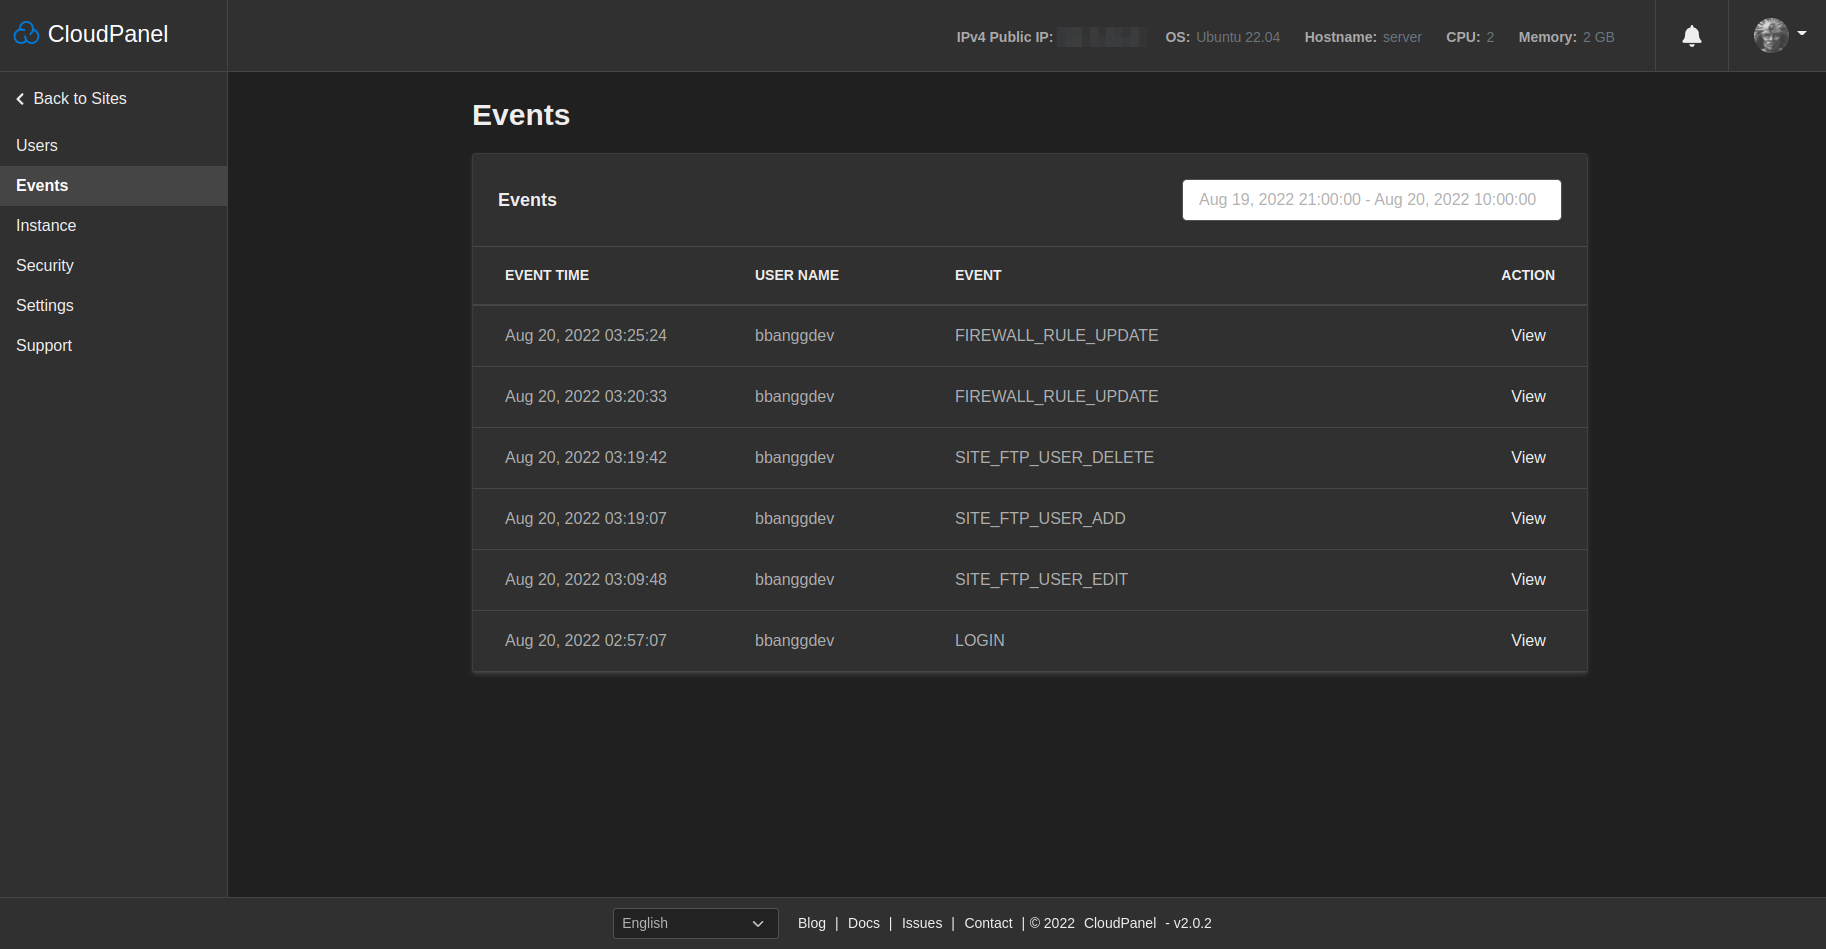 CloudPanel
IPv4 Public IP: OS: Ubuntu 22.04 Hostname: server CPU: 2 Memory: 2 GB
Back to Sites
Users
Events
Instance
Security
Settings
Support
Events
Events Aug 19, 2022 21:00:00 - Aug 20, 2022 10:00:00
EVENT TIME USER NAME EVENT ACTION
Aug 20, 2022 03:25:24 bbanggdev FIREWALL_RULE_UPDATE View
Aug 20, 2022 03:20:33 bbanggdev FIREWALL_RULE_UPDATE View
Aug 20, 2022 03:19:42 bbanggdev SITE_FTP_USER_DELETE View
Aug 20, 2022 03:19:07 bbanggdev SITE_FTP_USER_ADD View
Aug 20, 2022 03:09:48 bbanggdev SITE_FTP_USER_EDIT View
Aug 20, 2022 02:57:07 bbanggdev LOGIN View
English Blog | Docs | Issues | Contact | © 2022 CloudPanel - v2.0.2